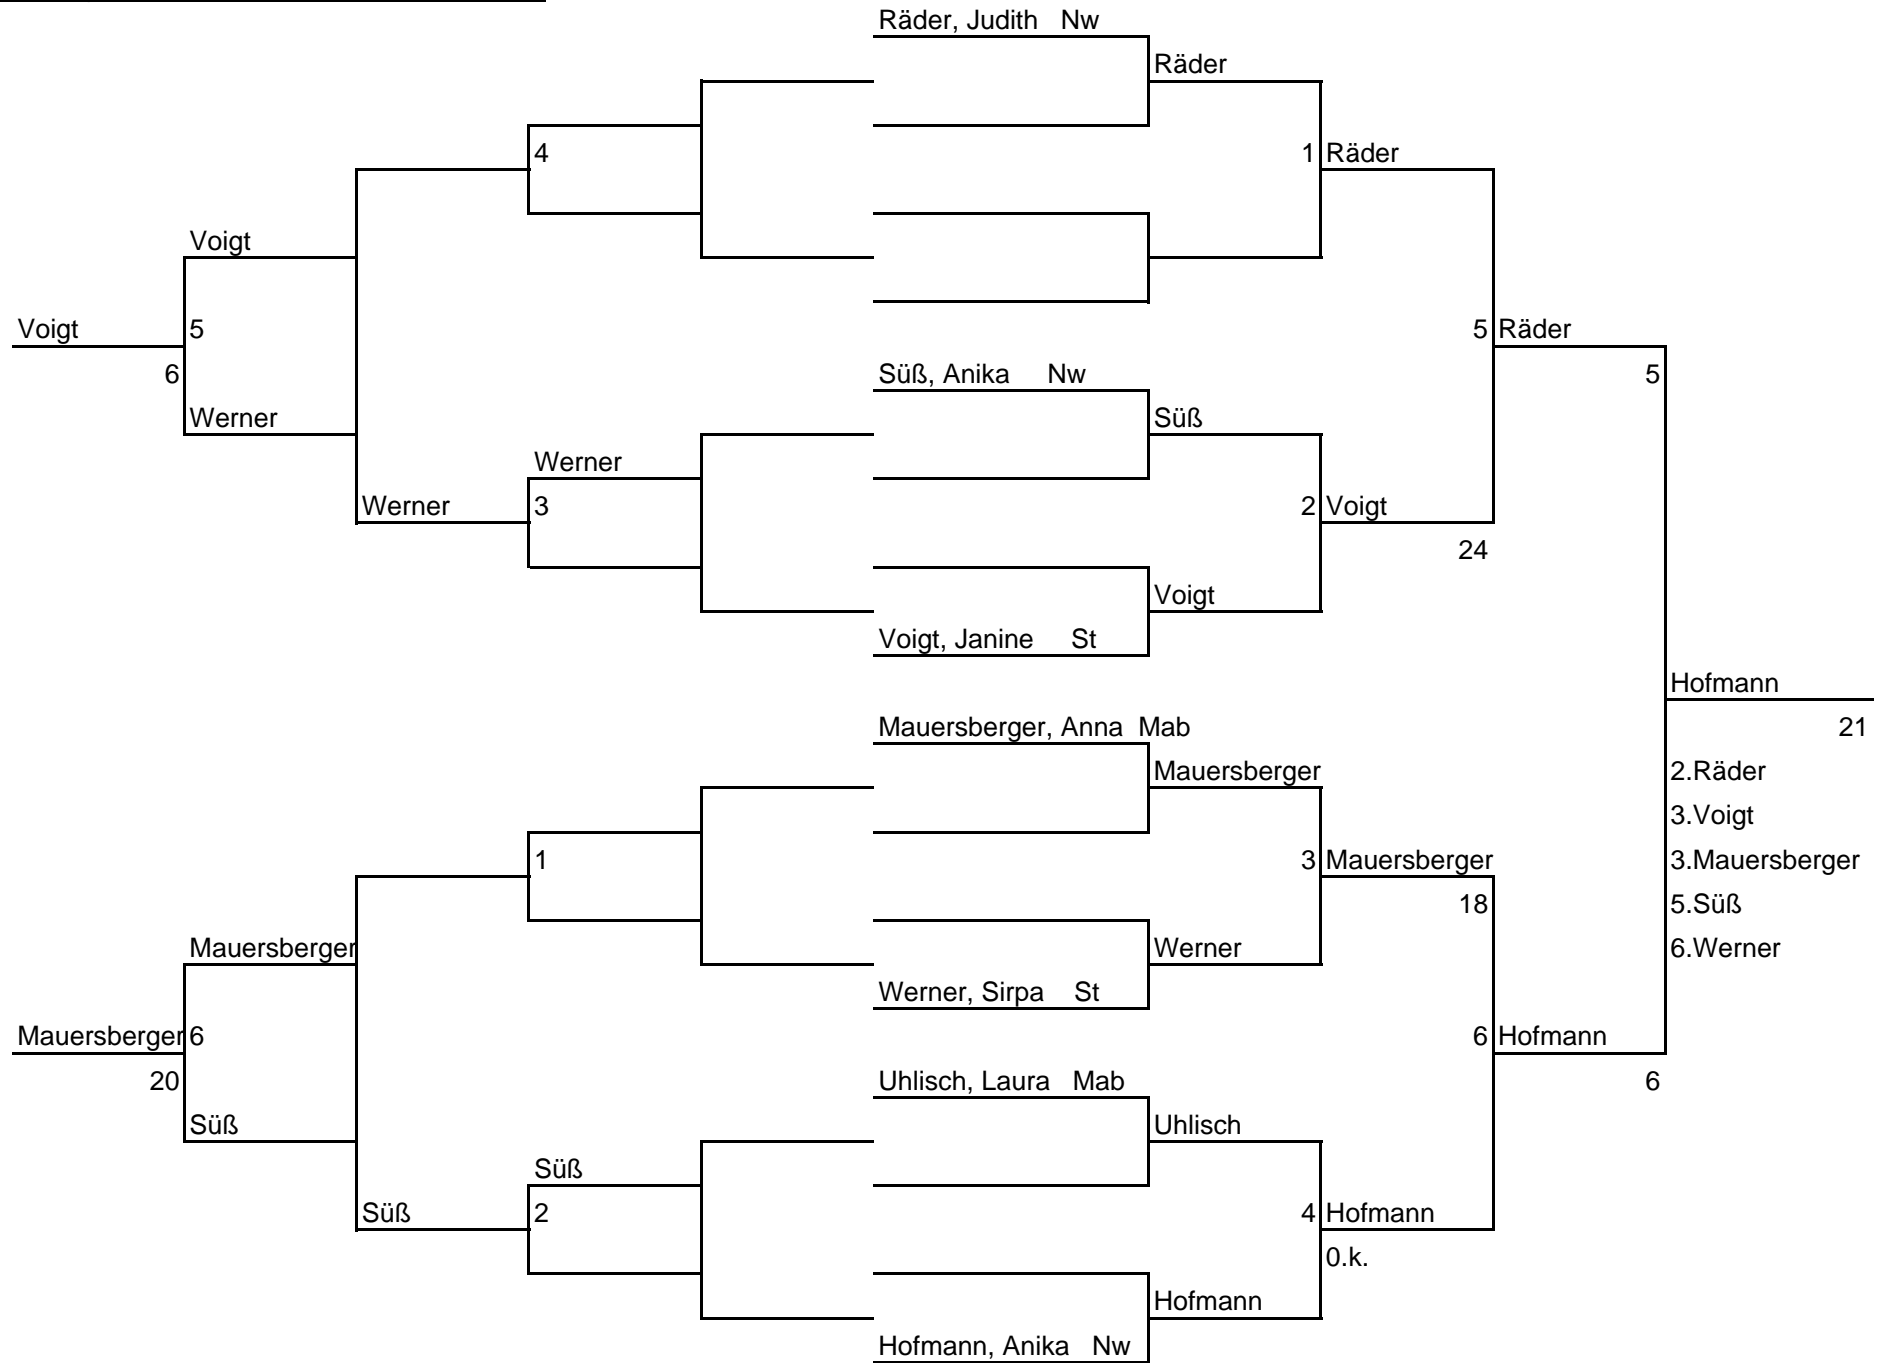 Räder, Judith Nw
Räder
4
1 Räder
Voigt
Voigt
5
5 Räder
6
Süß, Anika Nw
5
Werner
Süß
Werner
Werner
3
2 Voigt
24
Voigt
Voigt, Janine St
Hofmann
Mauersberger, Anna Mab
21
Mauersberger
2.Räder
3.Voigt
1
3 Mauersberger
3.Mauersberger
18
5.Süß
Mauersberger
Werner
6.Werner
Werner, Sirpa St
Mauersberger
6
6 Hofmann
20
Uhlisch, Laura Mab
6
Süß
Uhlisch
Süß
Süß
2
4 Hofmann
0.k.
Hofmann
Hofmann, Anika Nw